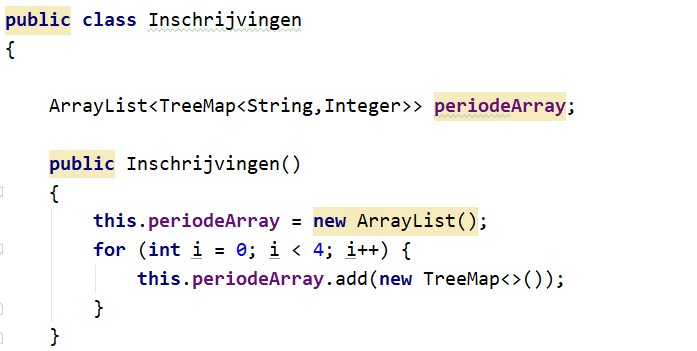 public class Inschrijvingen
{
ArrayList<TreeMap<String,Integer>> periodeArray;
public Inschrijvingen()
{
this.periodeArray = new ArrayList();
for (int i = 0; i < 4; i++) {
this.periodeArray.add(new TreeMap<>());
}
}